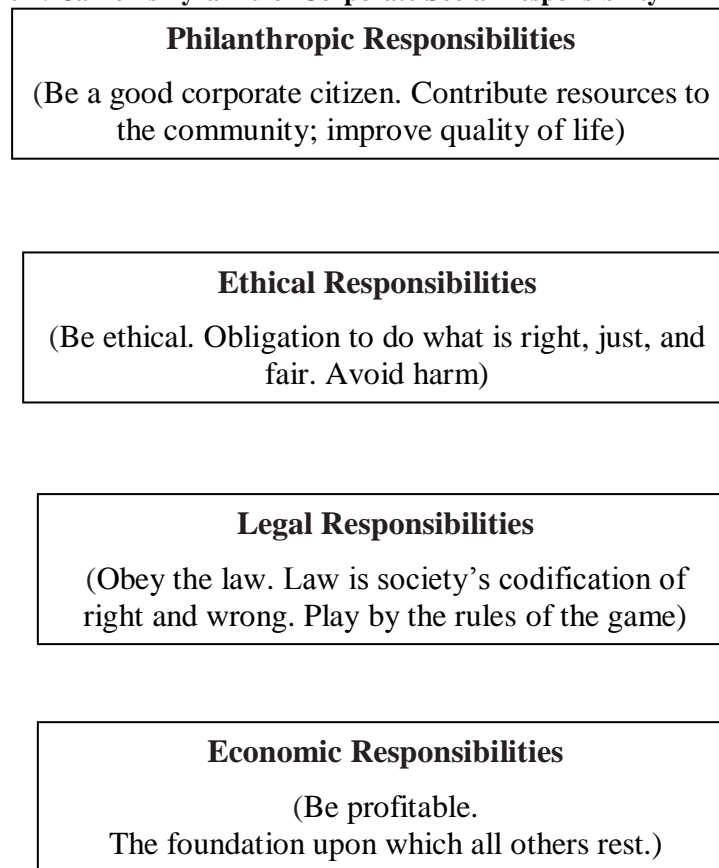 Philanthropic Responsibilities
(Be a good corporate citizen. Contribute resources to
the community; improve quality of life)
Ethical Responsibilities
(Be ethical. Obligation to do what is right, just, and
fair. Avoid harm)
Legal Responsibilities
(Obey the law. Law is society’s codification of
right and wrong. Play by the rules of the game)
Economic Responsibilities
(Be profitable.
The foundation upon which all others rest.)